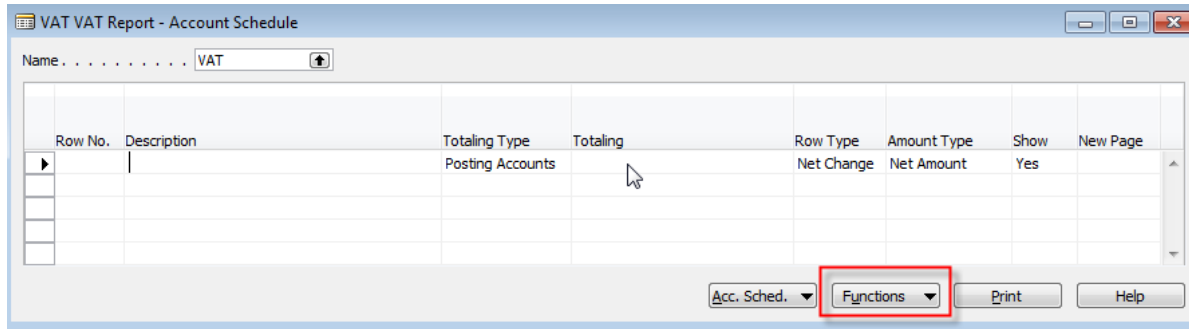 VAT VAT Report - Account Schedule
Name. . . . . . . . . . VAT
Row No. Description Totaling Type Totaling Row Type Amount Type Show New Page
Posting Accounts Net Change Net Amount Yes
Acc. Sched. Functions Print Help